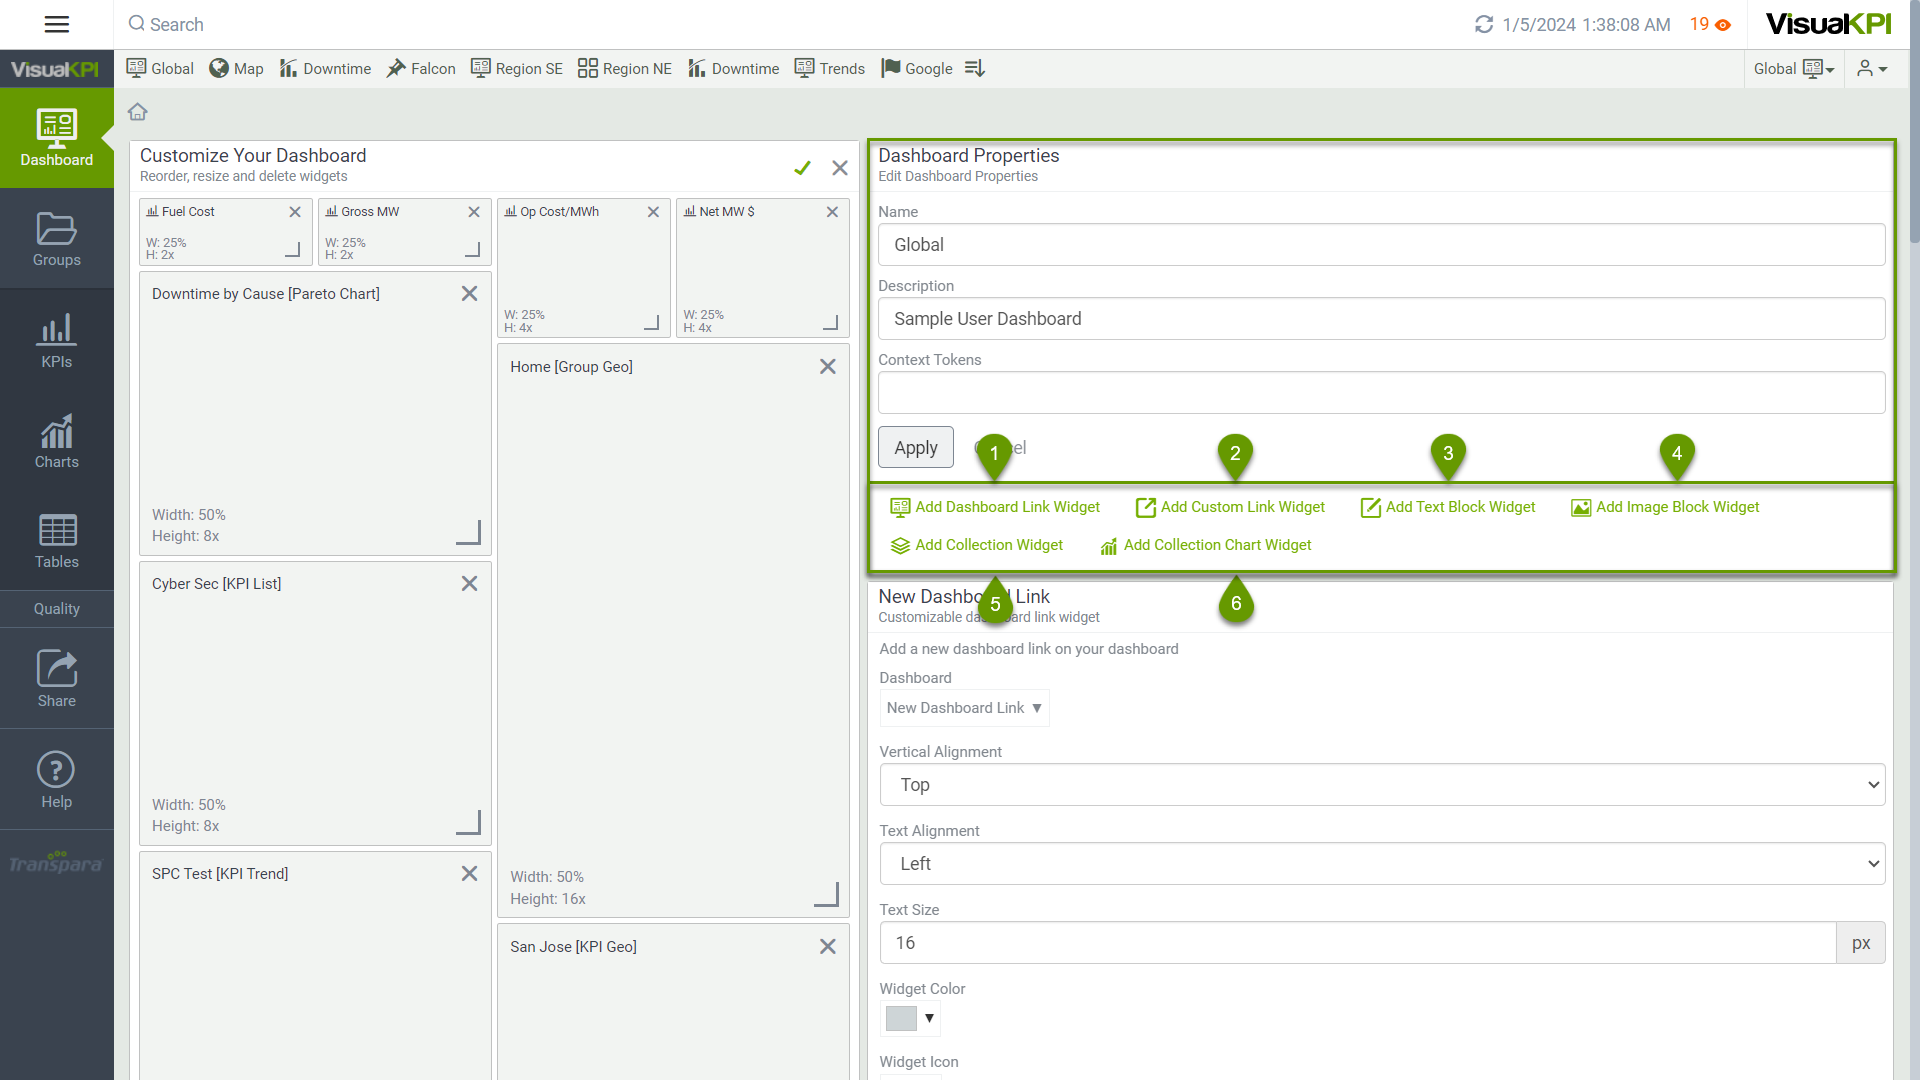 Search
1/5/2024 1:38:08 AM
19
VisualKPI
VisualKPI
Global
Map
Downtime
Falcon
Region SE
Region NE
Downtime
Trends
Google
Global
Dashboard
Groups
KPIs
Charts
Tables
Quality
Share
Help
Transpara
Customize Your Dashboard
Reorder, resize and delete widgets
Fuel Cost
W: 25%
H: 2x
Gross MW
W: 25%
H: 2x
Op Cost/MWh
W: 25%
H: 4x
Net MW $
W: 25%
H: 4x
Downtime by Cause [Pareto Chart]
Width: 50%
Height: 8x
Home [Group Geo]
Width: 50%
Height: 16x
Cyber Sec [KPI List]
Width: 50%
Height: 8x
SPC Test [KPI Trend]
San Jose [KPI Geo]
Dashboard Properties
Edit Dashboard Properties
Name
Global
Description
Sample User Dashboard
Context Tokens
Apply
1
2
3
4
Add Dashboard Link Widget
Add Custom Link Widget
Add Text Block Widget
Add Image Block Widget
Add Collection Widget
Add Collection Chart Widget
5
6
New Dashboard Link
Customizable dashboard link widget
Add a new dashboard link on your dashboard
Dashboard
New Dashboard Link ▼
Vertical Alignment
Top
Text Alignment
Left
Text Size
16
px
Widget Color
Widget Icon